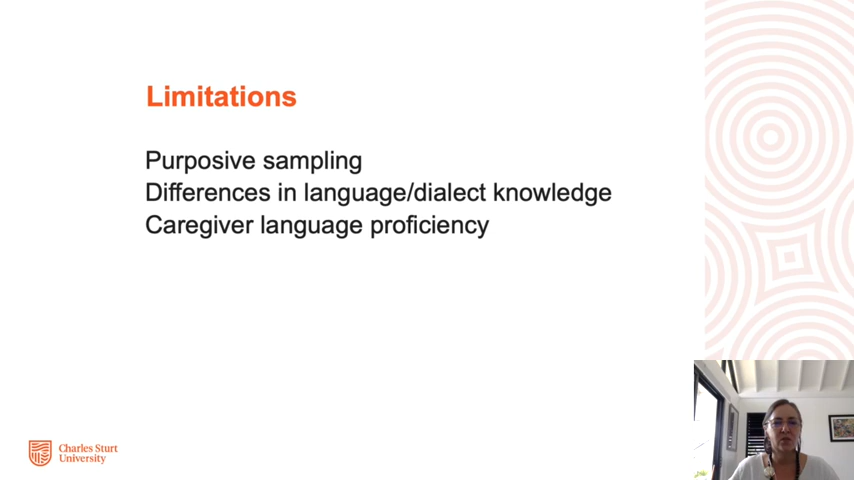 Limitations
Purposive sampling
Differences in language/dialect knowledge
Caregiver language proficiency
Charles Sturt
University